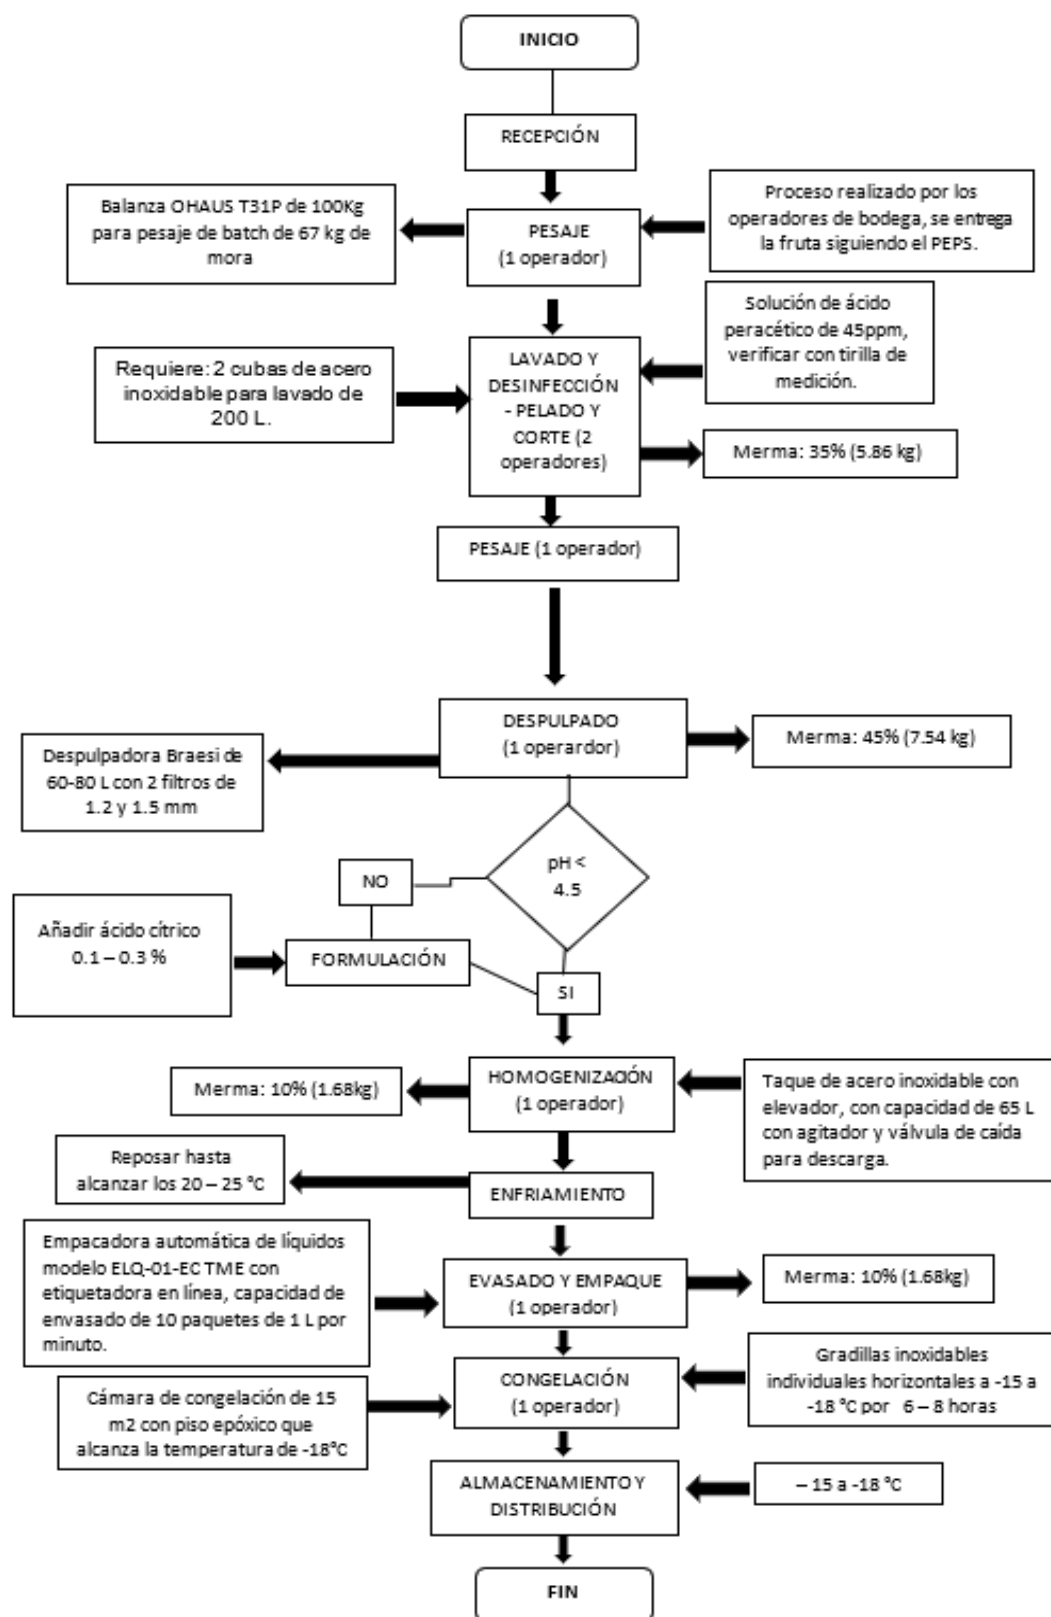 INICIO
RECEPCIÓN
Balanza OHAUS T31P de 100Kg
para pesaje de batch de 67 kg de
mora
PESAJE
(1 operador)
Proceso realizado por los
operadores de bodega, se entrega
la fruta siguiendo el PEPS.
Solución de ácido
peracético de 45ppm,
verificar con tirilla de
medición.
Requiere: 2 cubas de acero
inoxidable para lavado de
200 L.
LAVADO Y
DESINFECCIÓN
- PELADO Y
CORTE (2
operadores)
Merma: 35% (5.86 kg)
PESAJE (1 operador)
DESPULPADO
(1 operardor)
Merma: 45% (7.54 kg)
Despulpadora Braesi de
60-80 L con 2 filtros de
1.2 y 1.5 mm
pH <
4.5
NO
Añadir ácido cítrico
0.1 – 0.3 %
FORMULACIÓN
SI
Merma: 10% (1.68kg)
HOMOGENIZACIÓN
(1 operador)
Taque de acero inoxidable con
elevador, con capacidad de 65 L
con agitador y válvula de caída
para descarga.
Reposar hasta
alcanzar los 20 – 25 °C
ENFRIAMIENTO
Empacadora automática de líquidos
modelo ELQ-01-EC TME con
etiquetadora en línea, capacidad de
envasado de 10 paquetes de 1 L por
minuto.
EVASADO Y EMPAQUE
(1 operador)
Merma: 10% (1.68kg)
Cámara de congelación de 15
m2 con piso epóxico que
alcanza la temperatura de -18°C
CONGELACIÓN
(1 operador)
Gradillas inoxidables
individuales horizontales a -15 a
-18 °C por 6 – 8 horas
ALMACENAMIENTO Y
DISTRIBUCIÓN
– 15 a -18 °C
FIN